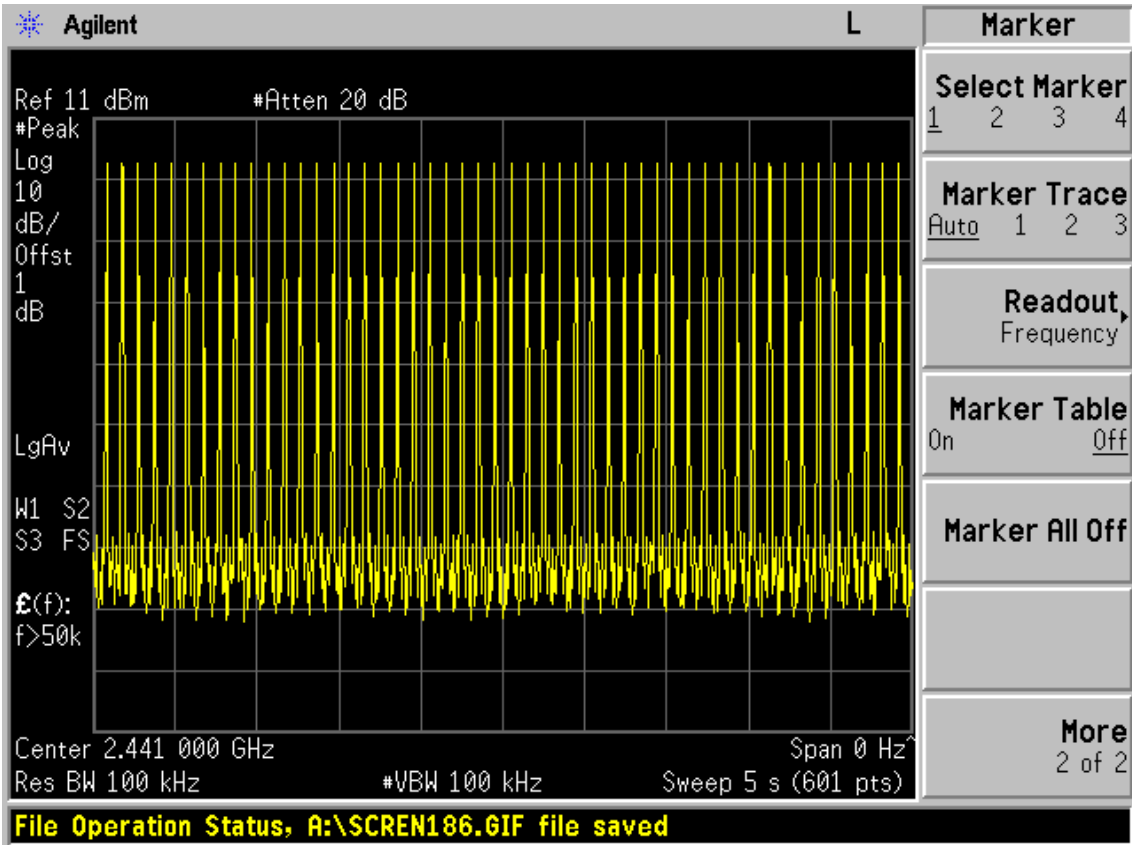 Agilent L
Ref 11 dBm #Atten 20 dB
#Peak
Log
10
dB/
Offst
1
dB
LgAv
W1 S2
S3 FS
£(f):
f>50k
Center 2.441 000 GHz Span 0 Hz^
Res BW 100 kHz #VBW 100 kHz Sweep 5 s (601 pts)
File Operation Status, A:\SCREN186.GIF file saved
Marker
Select Marker
1 2 3 4
Marker Trace
Auto 1 2 3
Readout
Frequency
Marker Table
On Off
Marker All Off
More
2 of 2